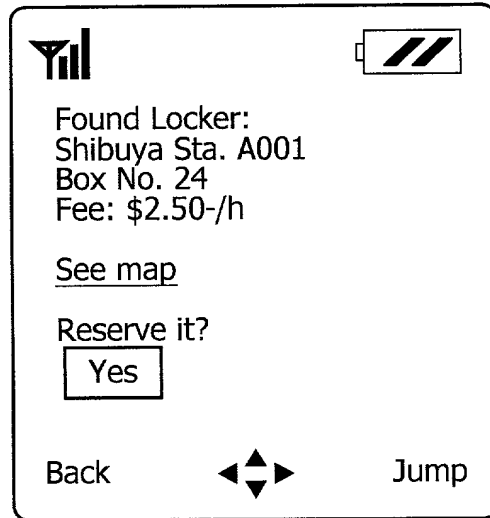 Found Locker:
Shibuya Sta. A001
Box No. 24
Fee: $2.50-/h
See map
Reserve it?
Yes
Back
Jump